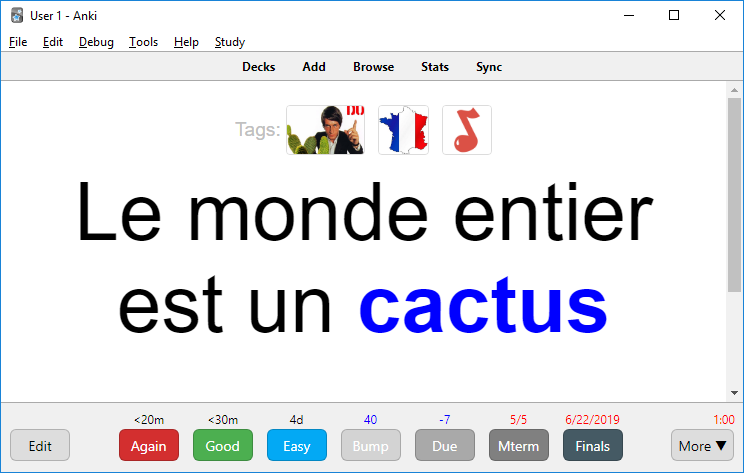 User 1 - Anki
File Edit Debug Tools Help Study
Decks Add Browse Stats Sync
Tags:
Le monde entier
est un cactus
<20m <30m 4d 40 -7 5/5 6/22/2019 1:00
Edit Again Good Easy Bump Due Mterm Finals More ▼